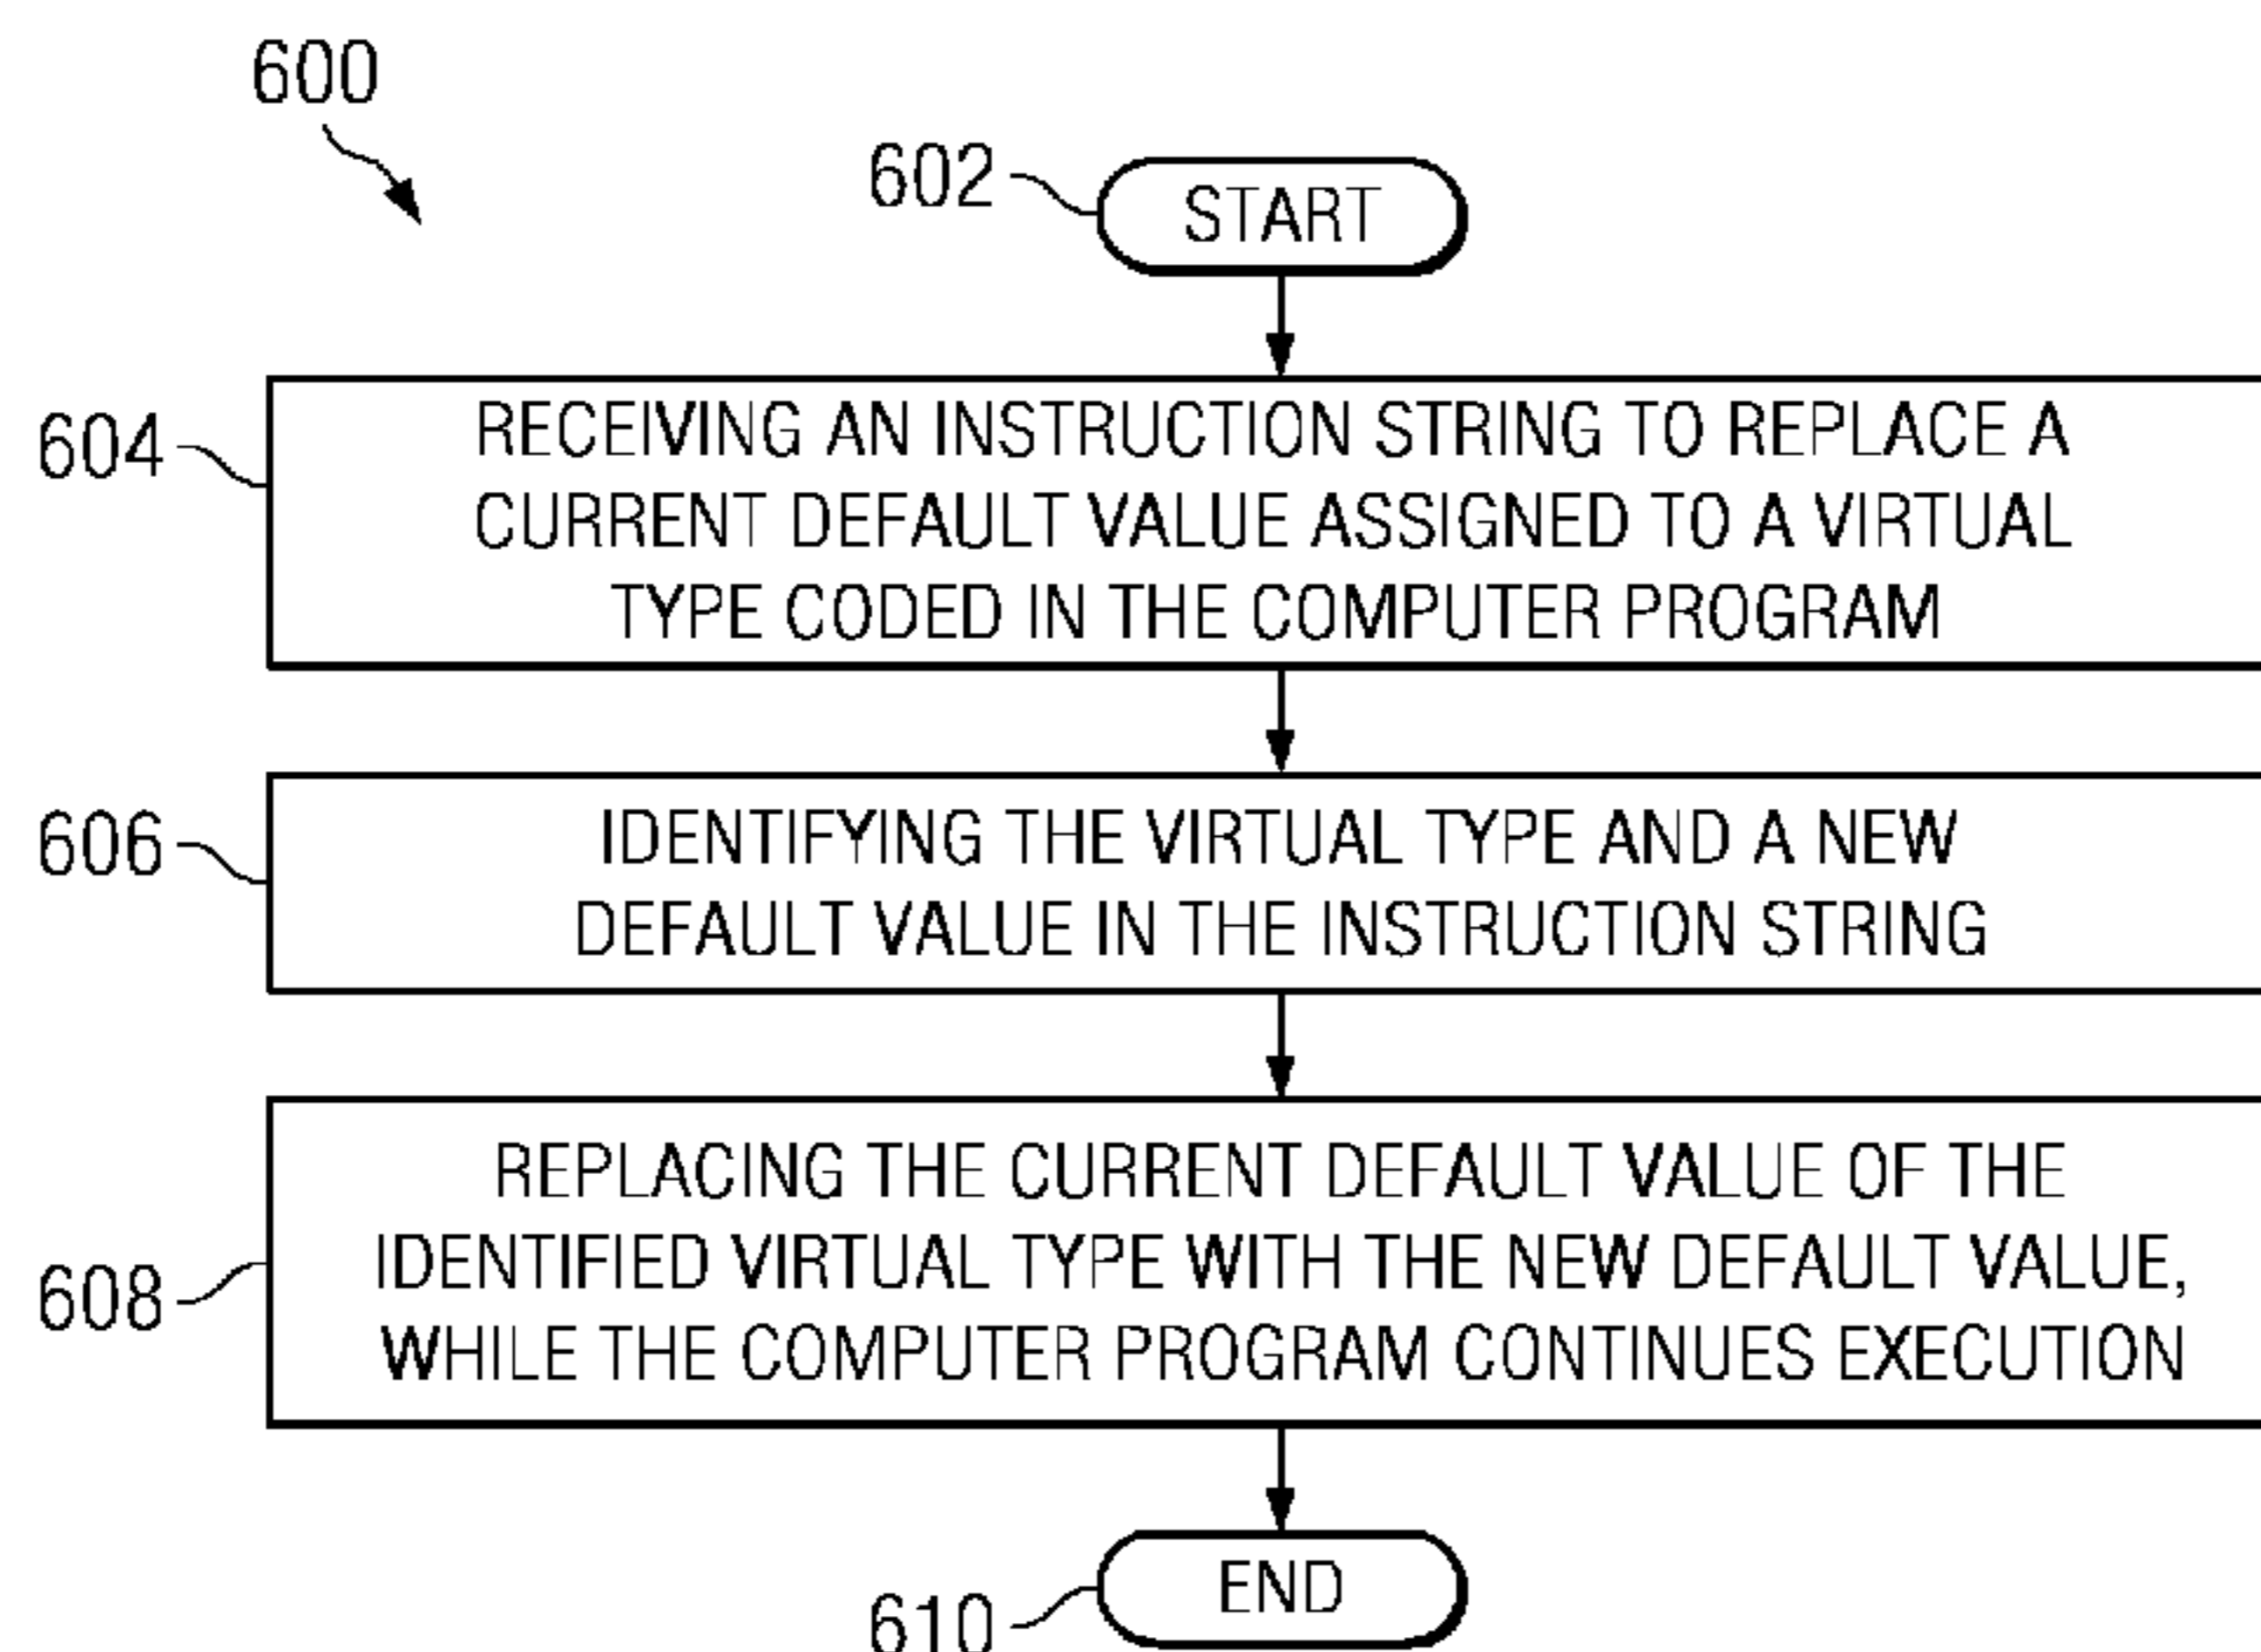 600
602
START
604
RECEIVING AN INSTRUCTION STRING TO REPLACE A
CURRENT DEFAULT VALUE ASSIGNED TO A VIRTUAL
TYPE CODED IN THE COMPUTER PROGRAM
606
IDENTIFYING THE VIRTUAL TYPE AND A NEW
DEFAULT VALUE IN THE INSTRUCTION STRING
608
REPLACING THE CURRENT DEFAULT VALUE OF THE
IDENTIFIED VIRTUAL TYPE WITH THE NEW DEFAULT VALUE,
WHILE THE COMPUTER PROGRAM CONTINUES EXECUTION
610
END